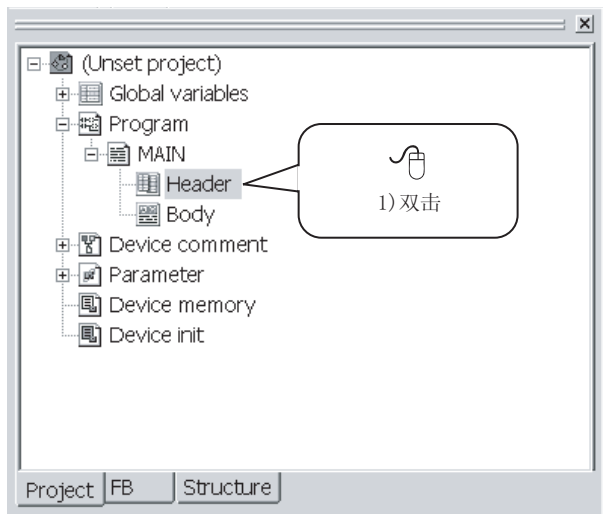 (Unset project)
Global variables
Program
MAIN
Header
1)双击
Body
Device comment
Parameter
Device memory
Device init
Project FB Structure